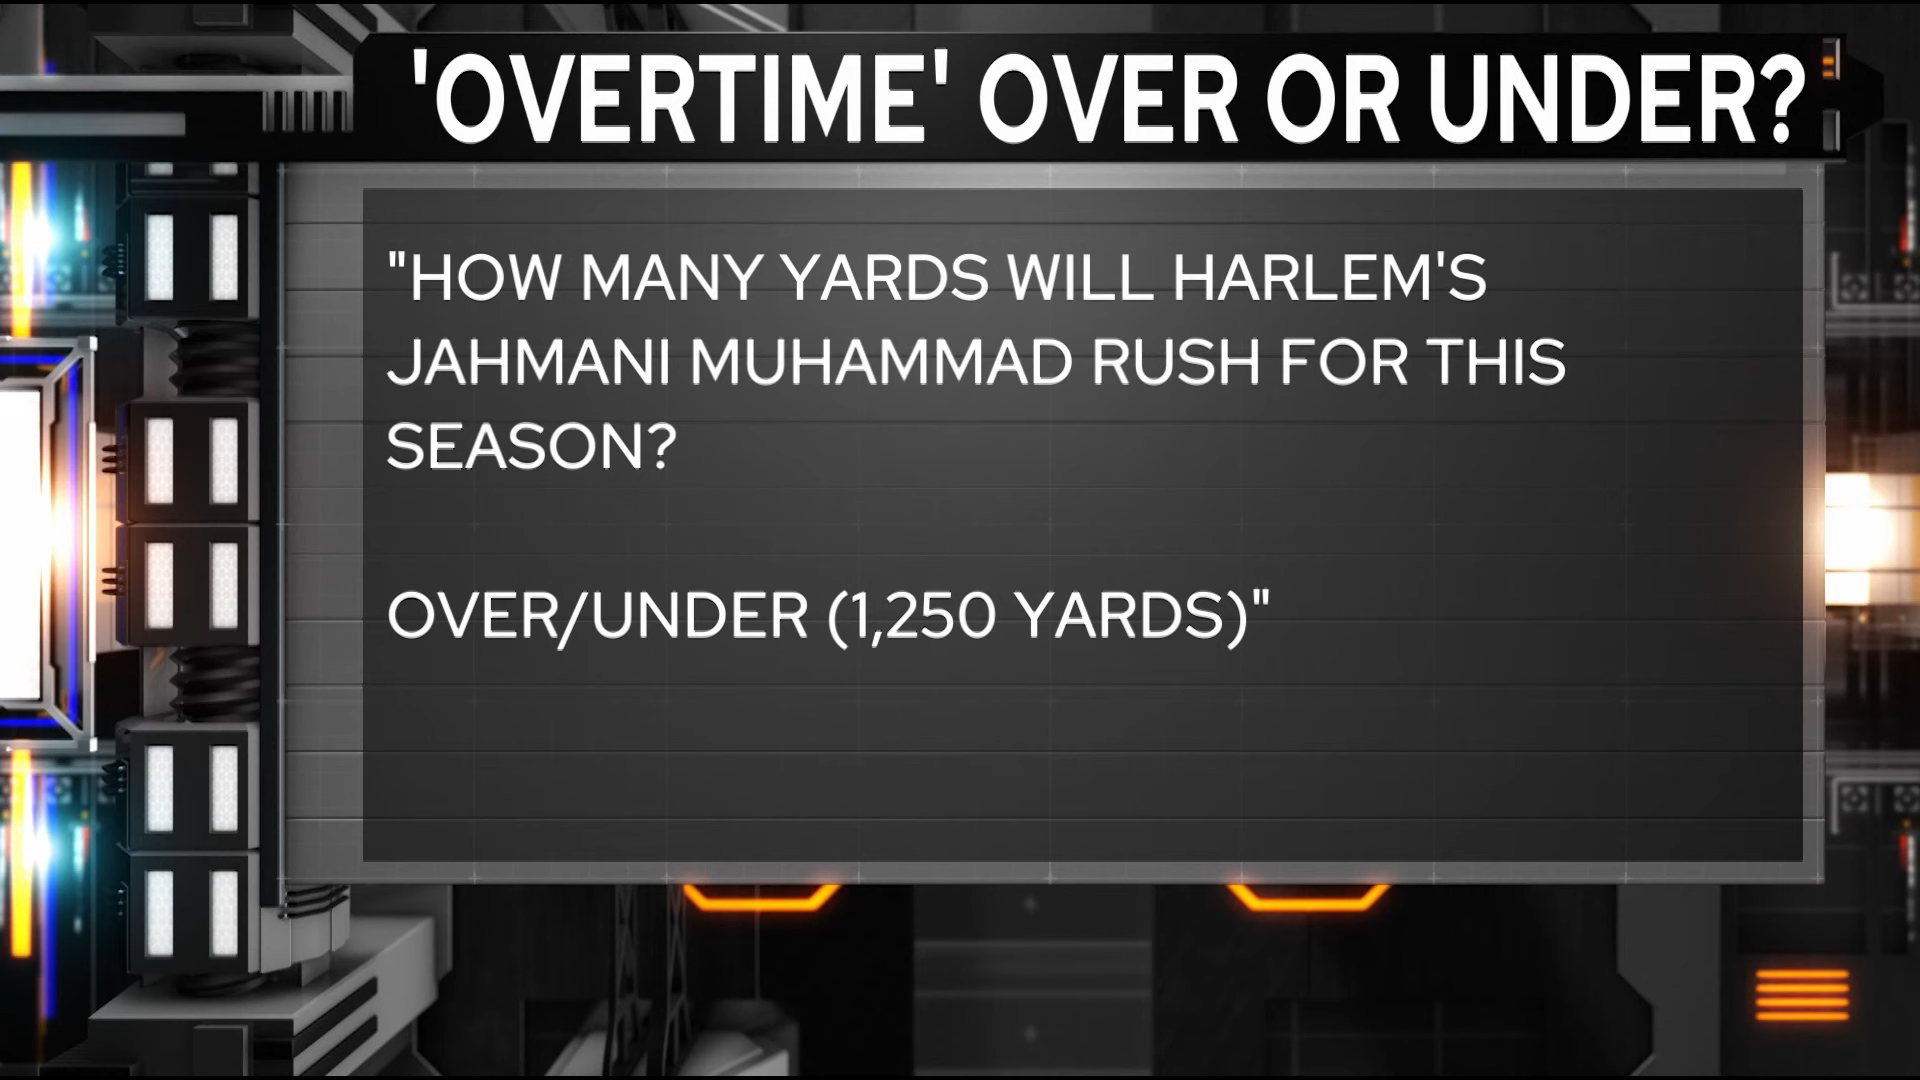 'OVERTIME' OVER OR UNDER?
"HOW MANY YARDS WILL HARLEM'S
JAHMANI MUHAMMAD RUSH FOR THIS
SEASON?
OVER/UNDER (1,250 YARDS)"